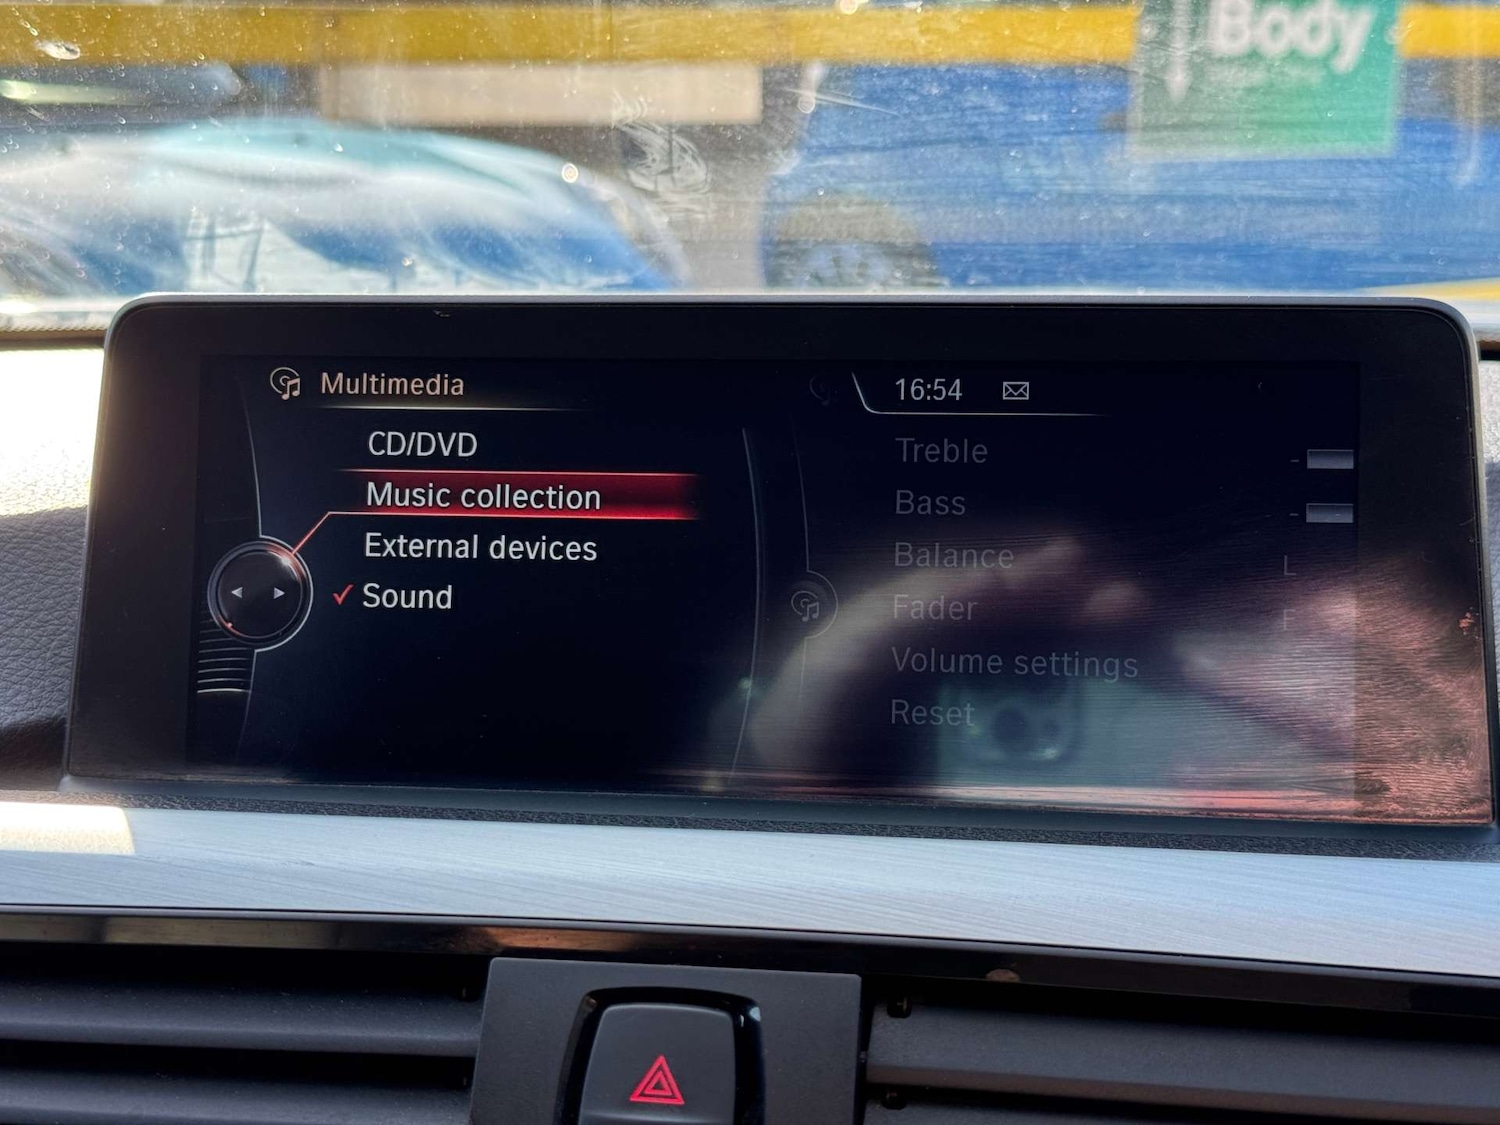 Body
Multimedia
16:54
CD/DVD
Music collection
External devices
✓ Sound
Treble
-
Bass
-
Balance
L
Fader
F
Volume settings
Reset